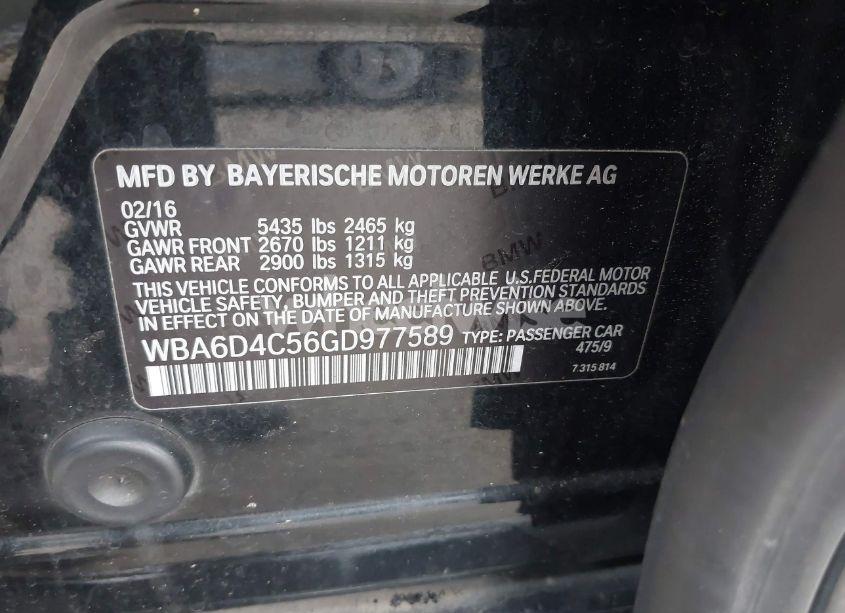 MFD BY BAYERISCHE MOTOREN WERKE AG
02/16
GVWR 5435 lbs 2465 kg
GAWR FRONT 2670 lbs 1211 kg
GAWR REAR 2900 lbs 1315 kg
THIS VEHICLE CONFORMS TO ALL APPLICABLE U.S.FEDERAL MOTOR
VEHICLE SAFETY, BUMPER AND THEFT PREVENTION STANDARDS
IN EFFECT ON THE DATE OF MANUFACTURE SHOWN ABOVE.
WBA6D4C56GD977589 TYPE: PASSENGER CAR
475/9
7 315 814
BMW
BMW
BMW